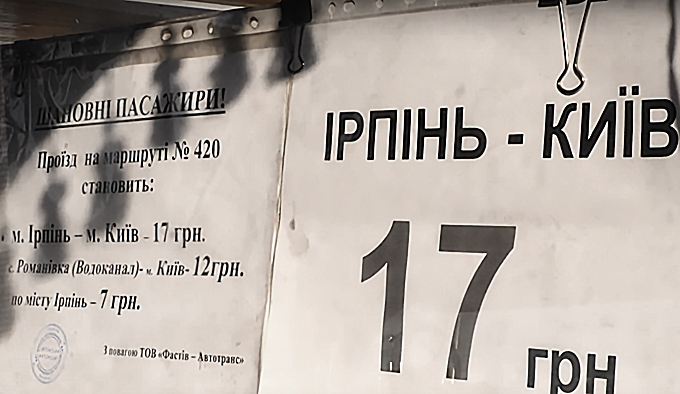 ШАНОВНІ ПАСАЖИРИ!
Проїзд на маршруті № 420
становить:
м. Ірпінь – м. Київ - 17 грн.
с. Романівка (Водоканал)- м. Київ- 12грн.
по місту Ірпінь – 7 грн.
З повагою ТОВ «Фастів – Автотранс»
ІРПІНЬ - КИЇВ
17
грн